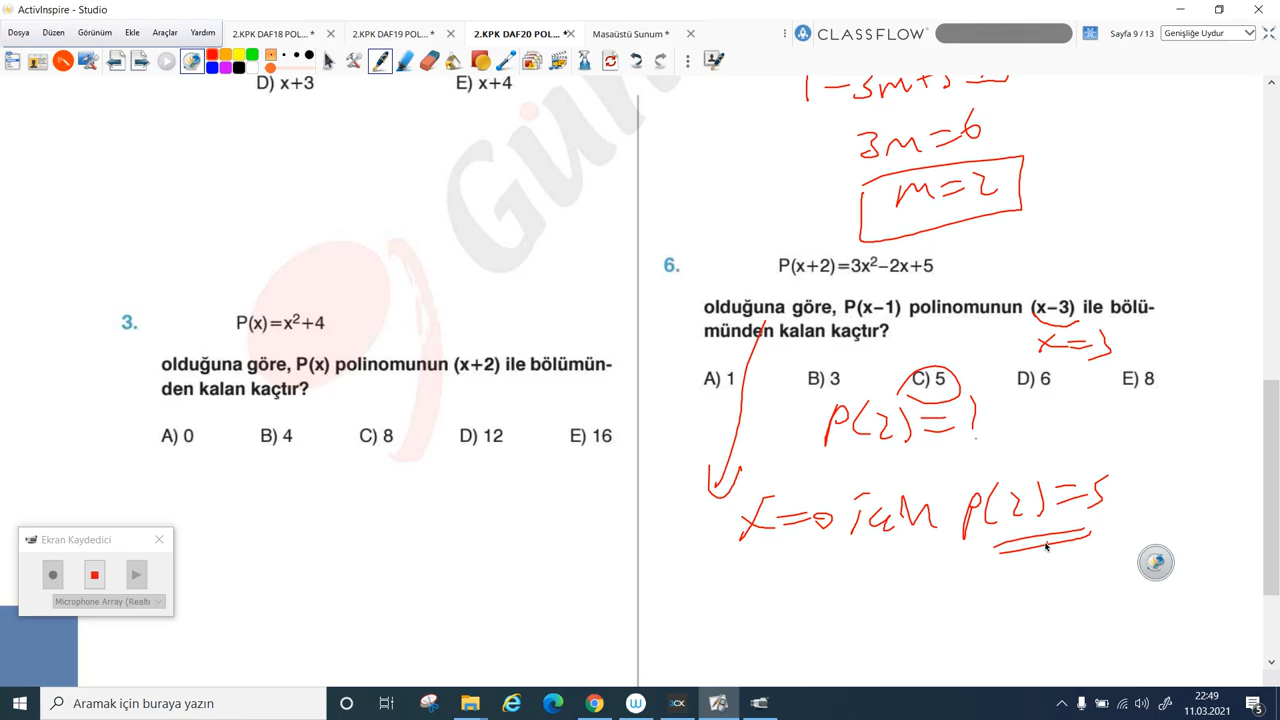 ActivInspire - Studio
Dosya Düzen Görünüm Ekle Araçlar Yardım
2.KPK DAF18 POL... * 2.KPK DAF19 POL... * 2.KPK DAF20 POL... * Masaüstü Sunum *
CLASSFLOW
Sayfa 9 / 13
Genişliğe Uydur
D) x+3 E) x+4
3. P(x)=x²+4
olduğuna göre, P(x) polinomunun (x+2) ile bölümün-
den kalan kaçtır?
A) 0 B) 4 C) 8 D) 12 E) 16
3m=6
m=2
6. P(x+2)=3x²−2x+5
olduğuna göre, P(x−1) polinomunun (x−3) ile bölü-
münden kalan kaçtır?
x=3
A) 1 B) 3 C) 5 D) 6 E) 8
P(2)=?
x=0 için P(2)=5
Ekran Kaydedici
Microphone Array (Realt
Aramak için buraya yazın
22:49
11.03.2021
5